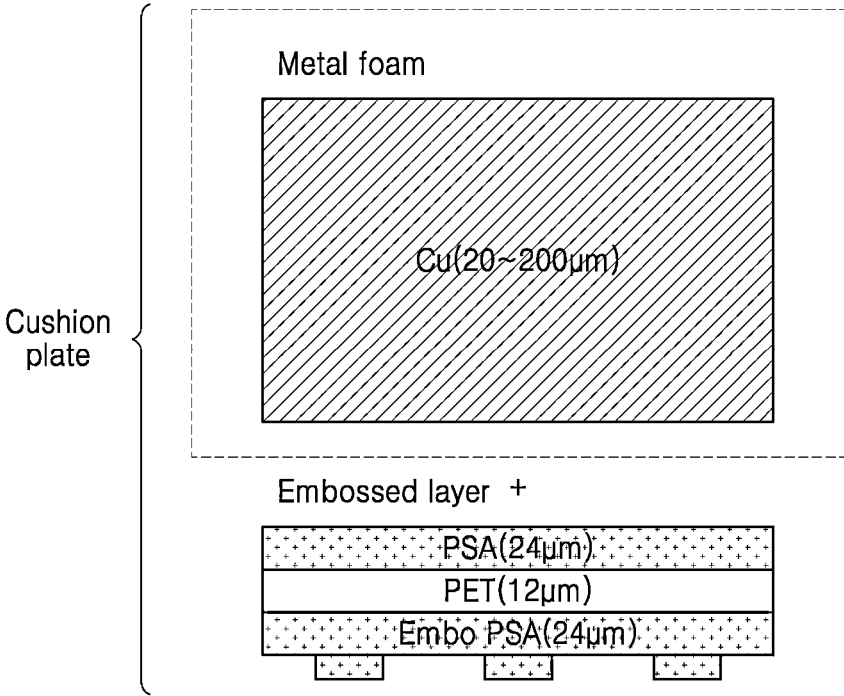 Metal foam
Cu(20~200µm)
Cushion
plate
Embossed layer +
PSA(24µm)
PET(12µm)
Embo PSA(24µm)